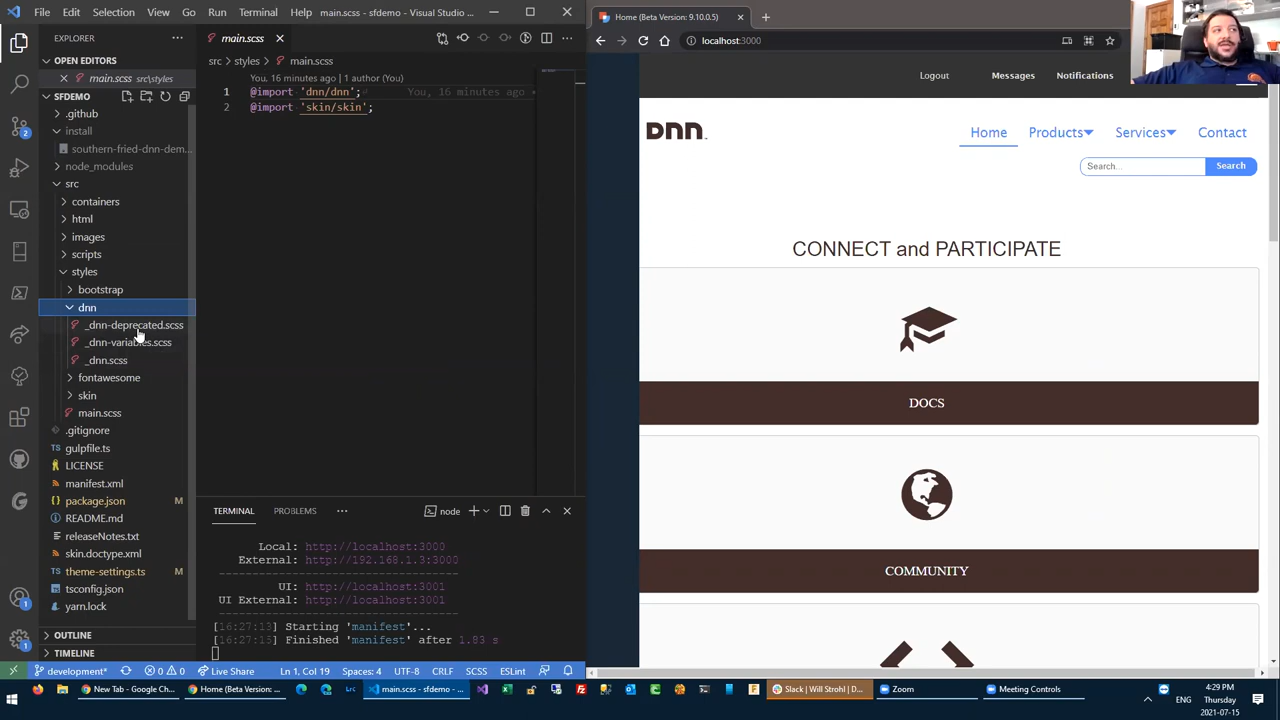 File Edit Selection View Go Run Terminal Help
main.scss - sfdemo - Visual Studio ...
Home (Beta Version: 9.10.0.5)
EXPLORER
main.scss
localhost:3000
OPEN EDITORS
src > styles > main.scss
main.scss src\styles
You, 16 minutes ago | 1 author (You)
SFDEMO
1 @import 'dnn/dnn'; You, 16 minutes ago •
2 @import 'skin/skin';
.github
install
southern-fried-dnn-dem...
node_modules
src
containers
html
images
scripts
styles
bootstrap
dnn
_dnn-deprecated.scss
_dnn-variables.scss
_dnn.scss
fontawesome
skin
main.scss
.gitignore
TS gulpfile.ts
LICENSE
manifest.xml
package.json M
README.md
releaseNotes.txt
skin.doctype.xml
TS theme-settings.ts M
tsconfig.json
yarn.lock
OUTLINE
TIMELINE
TERMINAL PROBLEMS ... node
Local: http://localhost:3000
External: http://192.168.1.3:3000
UI: http://localhost:3001
UI External: http://localhost:3001
[16:27:13] Starting 'manifest'...
[16:27:15] Finished 'manifest' after 1.83 s
development* 0 0 Live Share Ln 1, Col 19 Spaces: 4 UTF-8 CRLF SCSS ESLint
Logout Messages Notifications
DNN
Home Products Services Contact
Search... Search
CONNECT and PARTICIPATE
DOCS
COMMUNITY
New Tab - Google Ch...
Home (Beta Version: ...
main.scss - sfdemo - ...
Slack | Will Strohl | D...
Zoom
Meeting Controls
ENG
4:29 PM
Thursday
2021-07-15